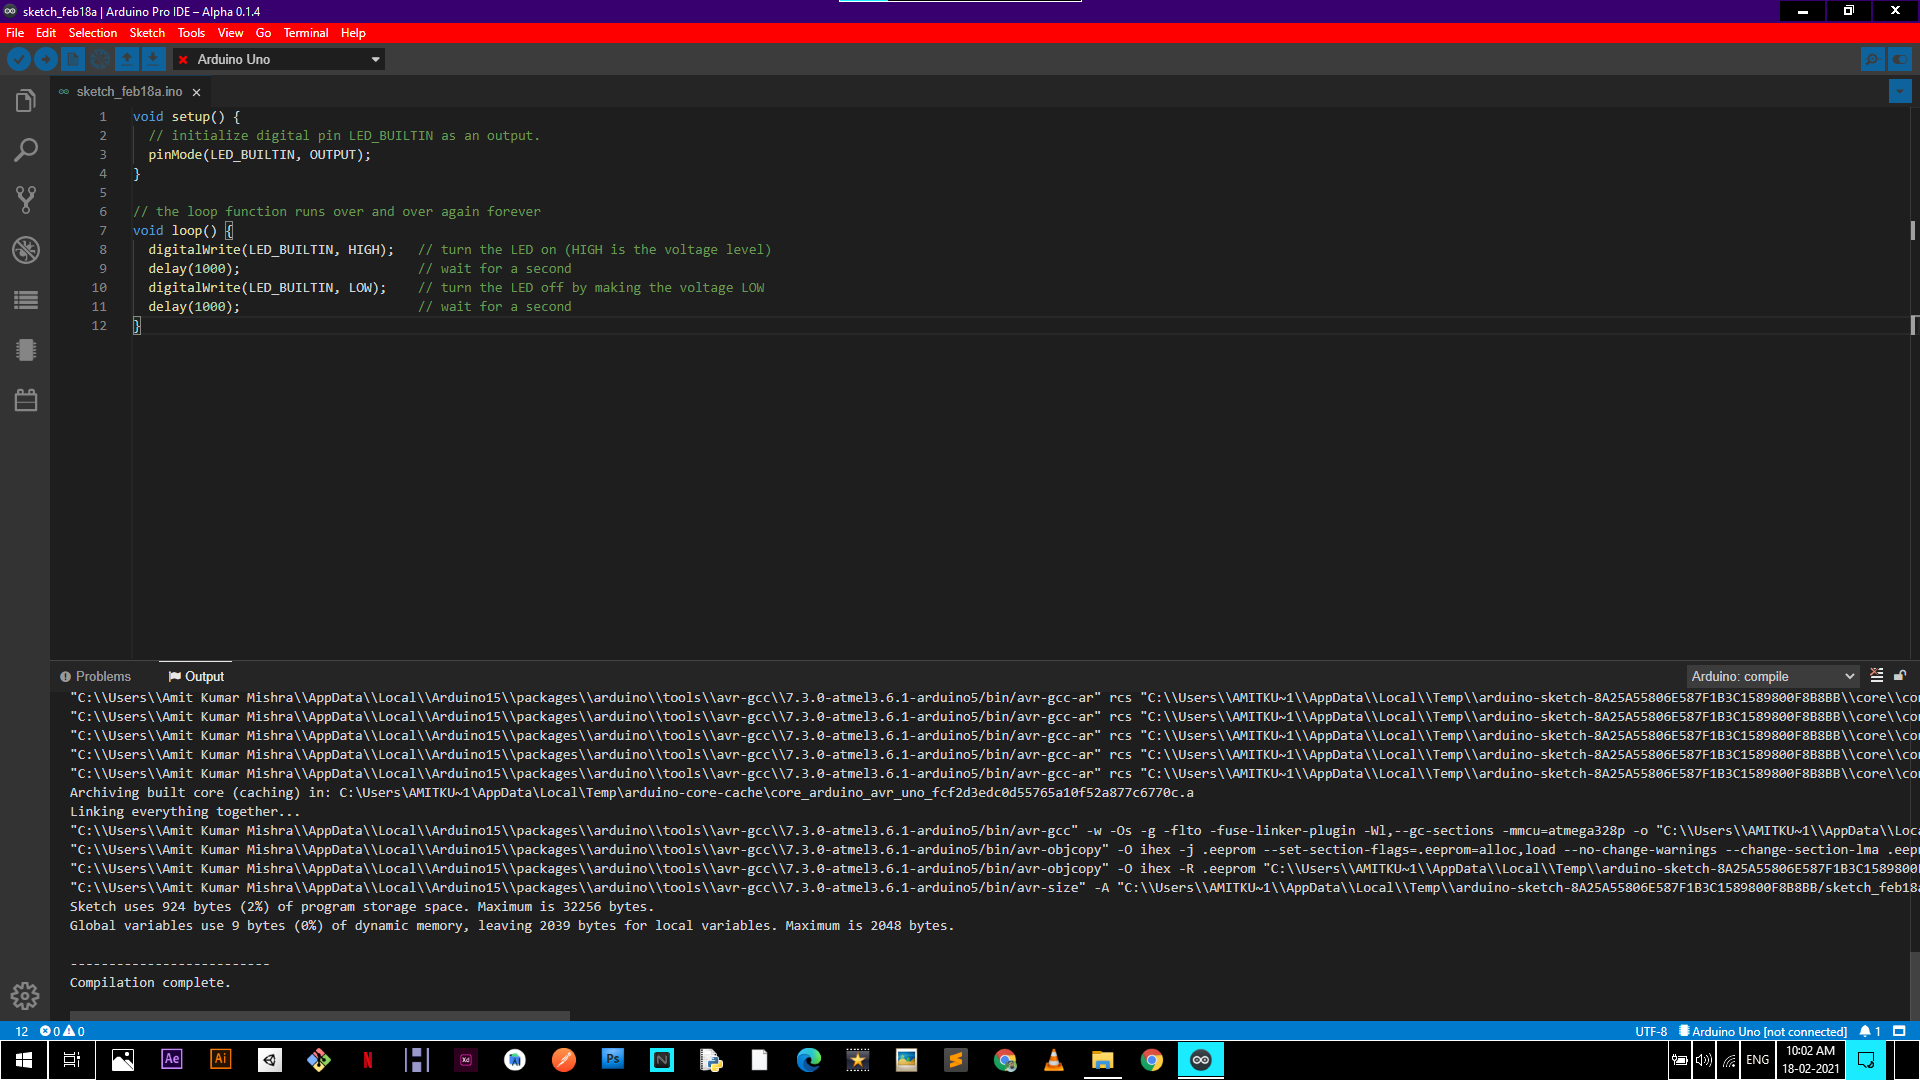 sketch_feb18a | Arduino Pro IDE – Alpha 0.1.4
File Edit Selection Sketch Tools View Go Terminal Help
Arduino Uno
sketch_feb18a.ino
1 void setup() {
2 // initialize digital pin LED_BUILTIN as an output.
3 pinMode(LED_BUILTIN, OUTPUT);
4 }
5
6 // the loop function runs over and over again forever
7 void loop() {
8 digitalWrite(LED_BUILTIN, HIGH); // turn the LED on (HIGH is the voltage level)
9 delay(1000); // wait for a second
10 digitalWrite(LED_BUILTIN, LOW); // turn the LED off by making the voltage LOW
11 delay(1000); // wait for a second
12 }
Problems Output Arduino: compile
"C:\\Users\\Amit Kumar Mishra\\AppData\\Local\\Arduino15\\packages\\arduino\\tools\\avr-gcc\\7.3.0-atmel3.6.1-arduino5/bin/avr-gcc-ar" rcs "C:\\Users\\AMITKU~1\\AppData\\Local\\Temp\\arduino-sketch-8A25A55806E587F1B3C1589800F8B8BB\\core\\co
"C:\\Users\\Amit Kumar Mishra\\AppData\\Local\\Arduino15\\packages\\arduino\\tools\\avr-gcc\\7.3.0-atmel3.6.1-arduino5/bin/avr-gcc-ar" rcs "C:\\Users\\AMITKU~1\\AppData\\Local\\Temp\\arduino-sketch-8A25A55806E587F1B3C1589800F8B8BB\\core\\co
"C:\\Users\\Amit Kumar Mishra\\AppData\\Local\\Arduino15\\packages\\arduino\\tools\\avr-gcc\\7.3.0-atmel3.6.1-arduino5/bin/avr-gcc-ar" rcs "C:\\Users\\AMITKU~1\\AppData\\Local\\Temp\\arduino-sketch-8A25A55806E587F1B3C1589800F8B8BB\\core\\co
"C:\\Users\\Amit Kumar Mishra\\AppData\\Local\\Arduino15\\packages\\arduino\\tools\\avr-gcc\\7.3.0-atmel3.6.1-arduino5/bin/avr-gcc-ar" rcs "C:\\Users\\AMITKU~1\\AppData\\Local\\Temp\\arduino-sketch-8A25A55806E587F1B3C1589800F8B8BB\\core\\co
"C:\\Users\\Amit Kumar Mishra\\AppData\\Local\\Arduino15\\packages\\arduino\\tools\\avr-gcc\\7.3.0-atmel3.6.1-arduino5/bin/avr-gcc-ar" rcs "C:\\Users\\AMITKU~1\\AppData\\Local\\Temp\\arduino-sketch-8A25A55806E587F1B3C1589800F8B8BB\\core\\co
Archiving built core (caching) in: C:\Users\AMITKU~1\AppData\Local\Temp\arduino-core-cache\core_arduino_avr_uno_fcf2d3edc0d55765a10f52a877c6770c.a
Linking everything together...
"C:\\Users\\Amit Kumar Mishra\\AppData\\Local\\Arduino15\\packages\\arduino\\tools\\avr-gcc\\7.3.0-atmel3.6.1-arduino5/bin/avr-gcc" -w -Os -g -flto -fuse-linker-plugin -Wl,--gc-sections -mmcu=atmega328p -o "C:\\Users\\AMITKU~1\\AppData\\Loc
"C:\\Users\\Amit Kumar Mishra\\AppData\\Local\\Arduino15\\packages\\arduino\\tools\\avr-gcc\\7.3.0-atmel3.6.1-arduino5/bin/avr-objcopy" -O ihex -j .eeprom --set-section-flags=.eeprom=alloc,load --no-change-warnings --change-section-lma .eep
"C:\\Users\\Amit Kumar Mishra\\AppData\\Local\\Arduino15\\packages\\arduino\\tools\\avr-gcc\\7.3.0-atmel3.6.1-arduino5/bin/avr-objcopy" -O ihex -R .eeprom "C:\\Users\\AMITKU~1\\AppData\\Local\\Temp\\arduino-sketch-8A25A55806E587F1B3C1589800F
"C:\\Users\\Amit Kumar Mishra\\AppData\\Local\\Arduino15\\packages\\arduino\\tools\\avr-gcc\\7.3.0-atmel3.6.1-arduino5/bin/avr-size" -A "C:\\Users\\AMITKU~1\\AppData\\Local\\Temp\\arduino-sketch-8A25A55806E587F1B3C1589800F8B8BB/sketch_feb18a
Sketch uses 924 bytes (2%) of program storage space. Maximum is 32256 bytes.
Global variables use 9 bytes (0%) of dynamic memory, leaving 2039 bytes for local variables. Maximum is 2048 bytes.
--------------------------
Compilation complete.
12 0 0 UTF-8 Arduino Uno [not connected] 1
Ae Ai N Xd Ps N ENG 10:02 AM
18-02-2021